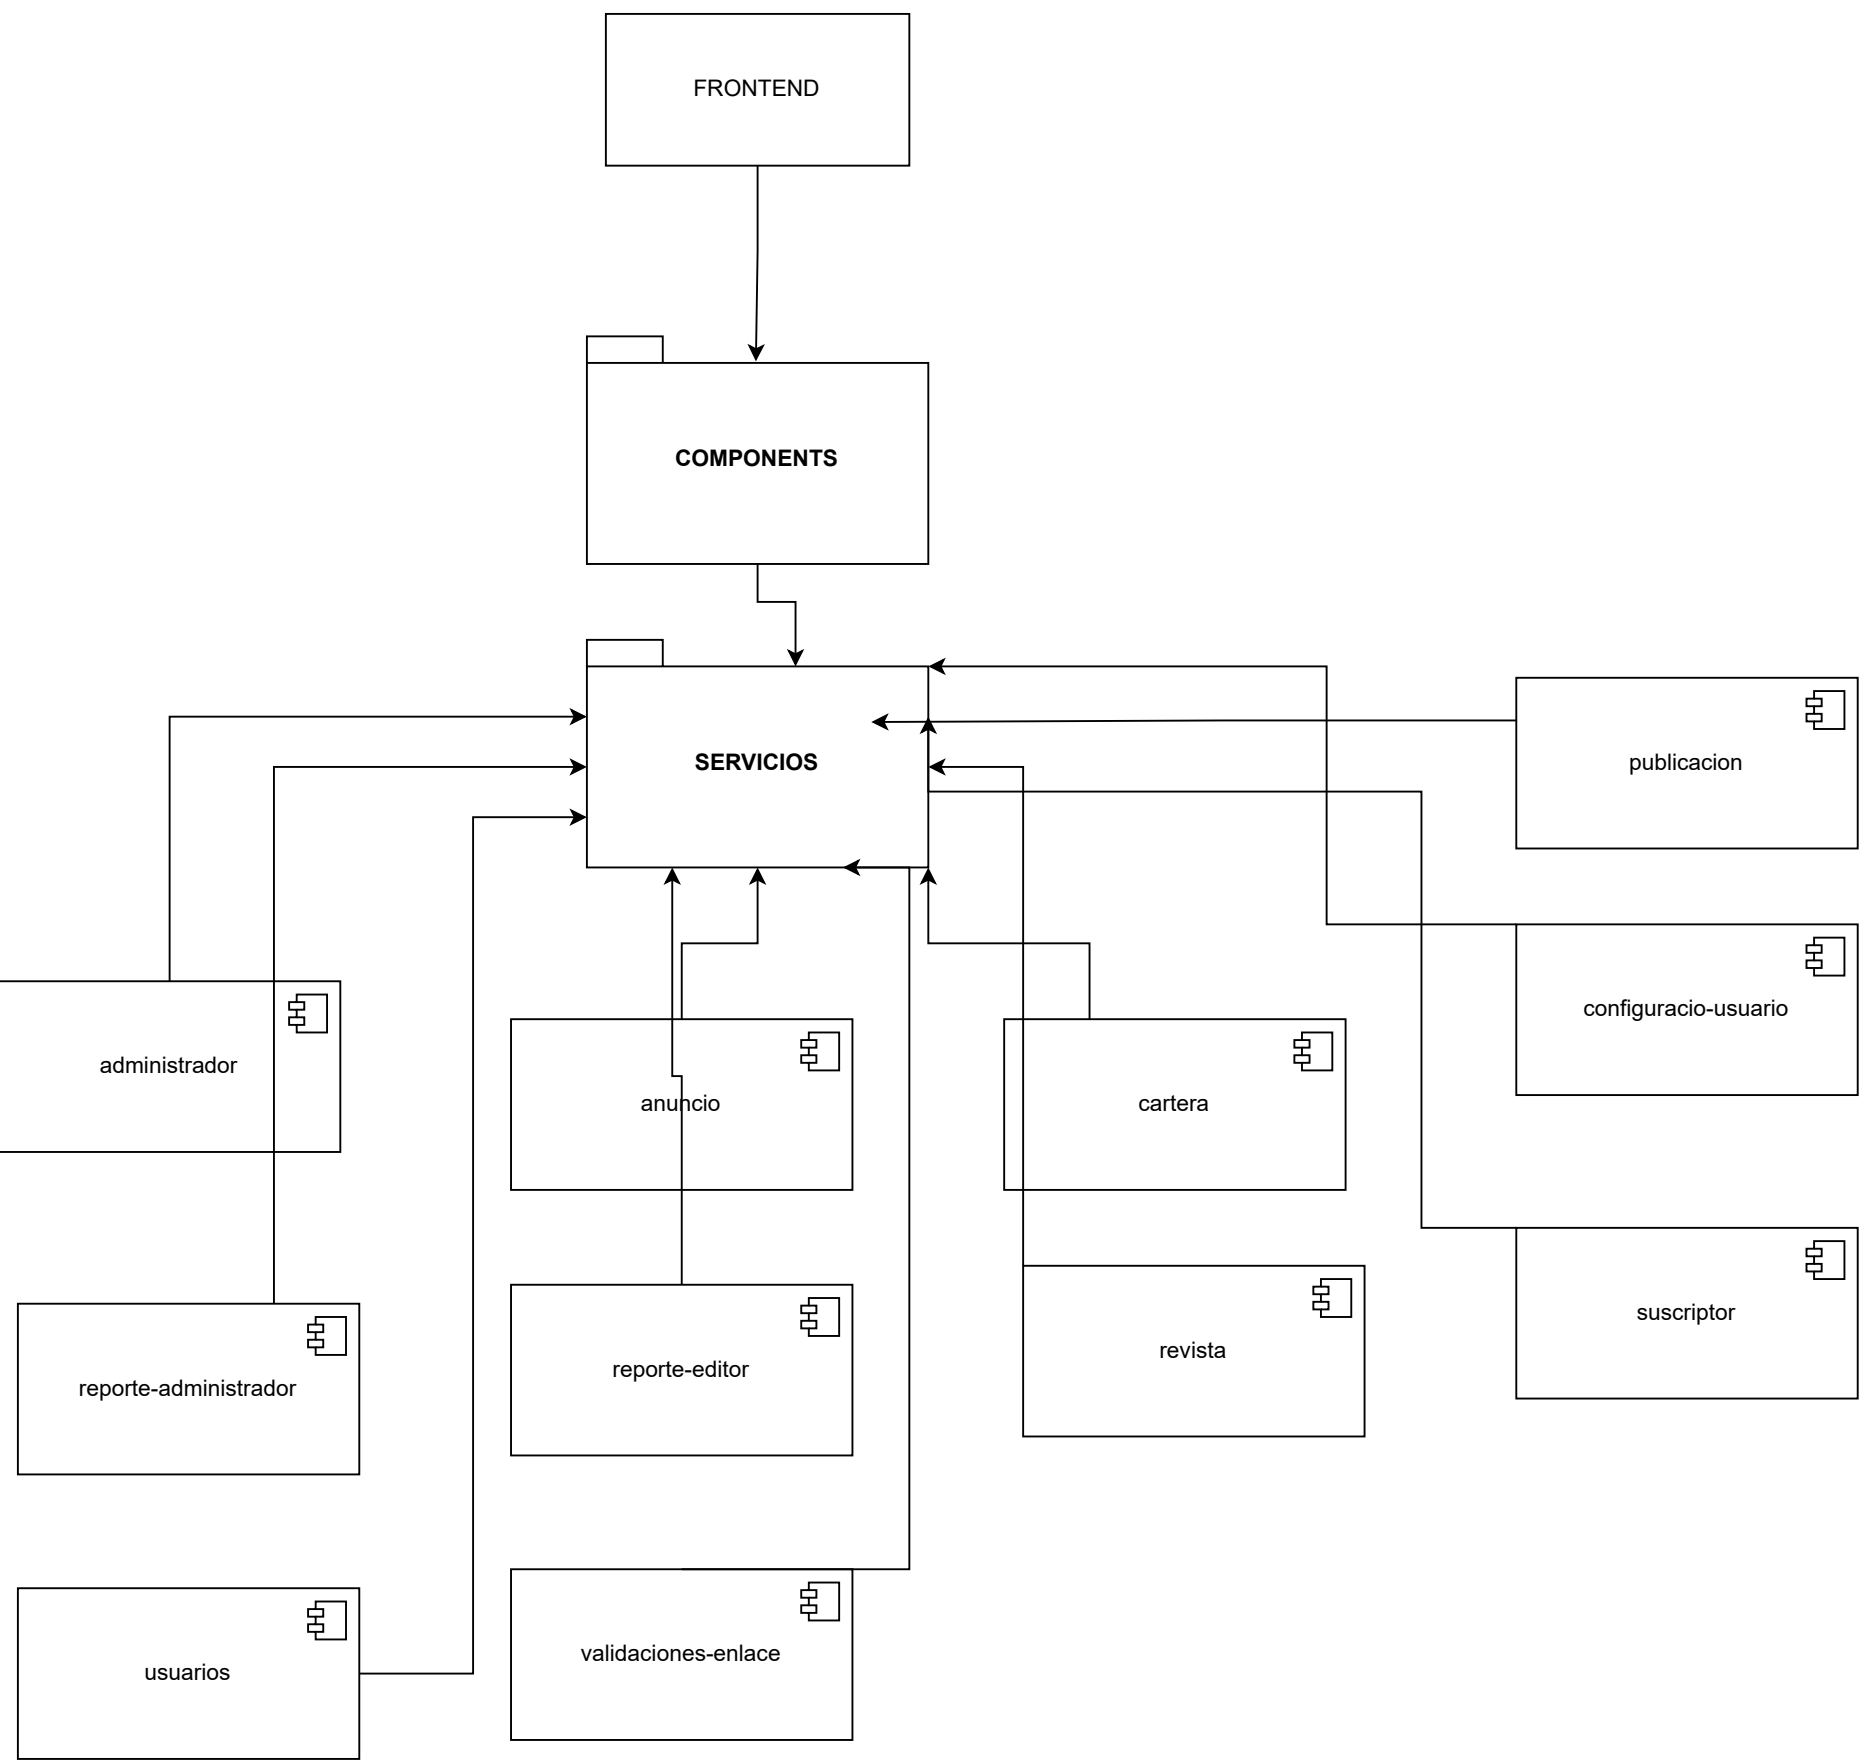 FRONTEND
COMPONENTS
SERVICIOS
publicacion
configuracio-usuario
administrador
anuncio
cartera
suscriptor
revista
reporte-editor
reporte-administrador
validaciones-enlace
usuarios